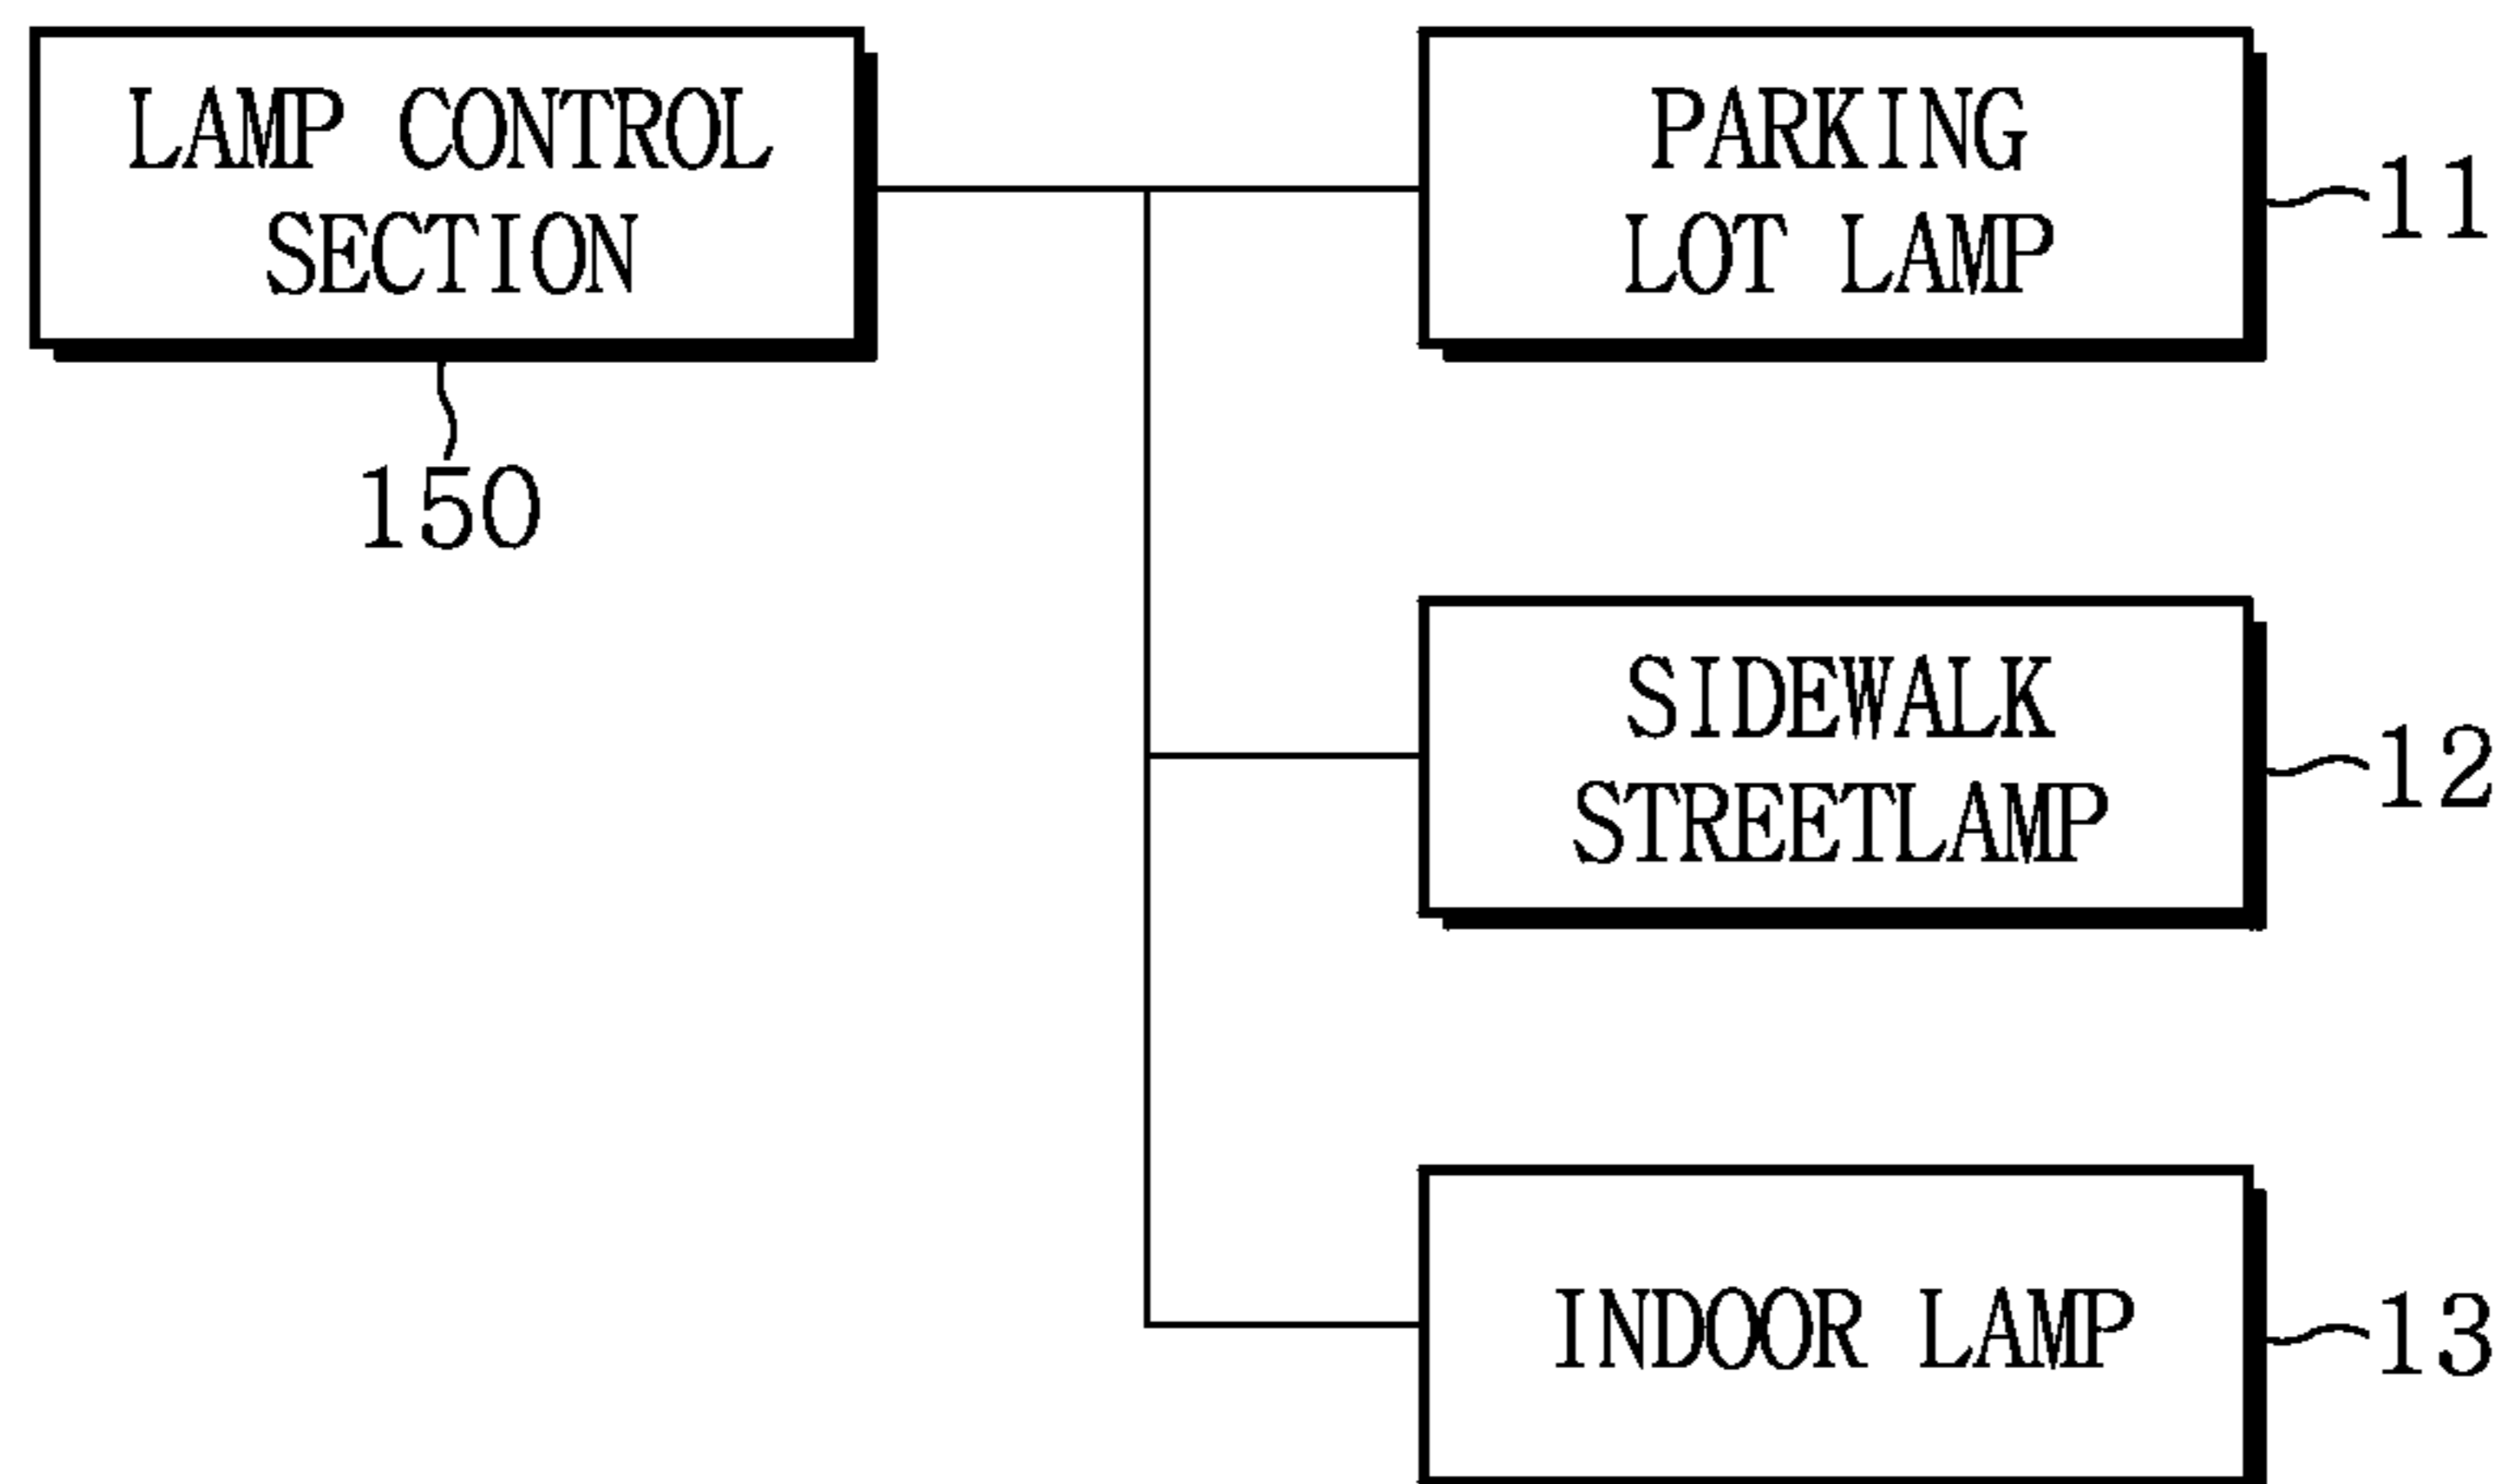 LAMP CONTROL
SECTION
150
PARKING
LOT LAMP
11
SIDEWALK
STREETLAMP
12
INDOOR LAMP
13